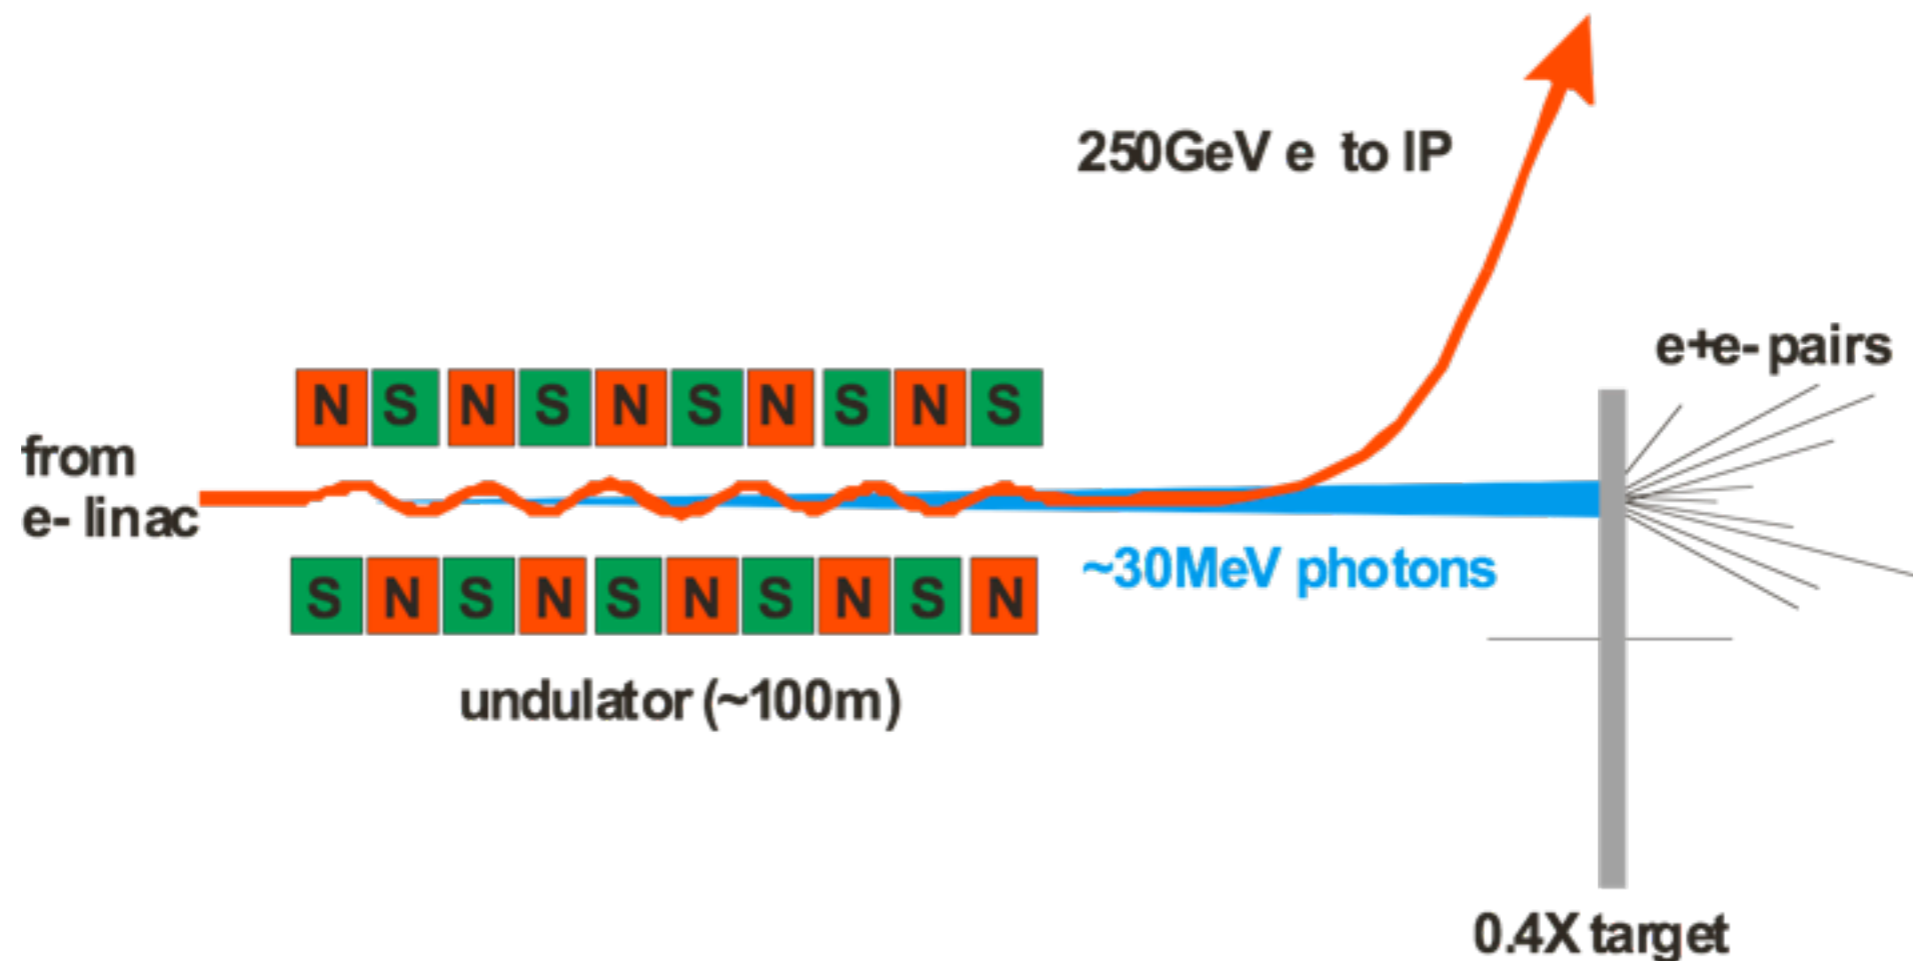 250GeV e to IP
e+e- pairs
N S N S N S N S N S
from
e- linac
~30MeV photons
S N S N S N S N S N
undulator (~100m)
0.4X target